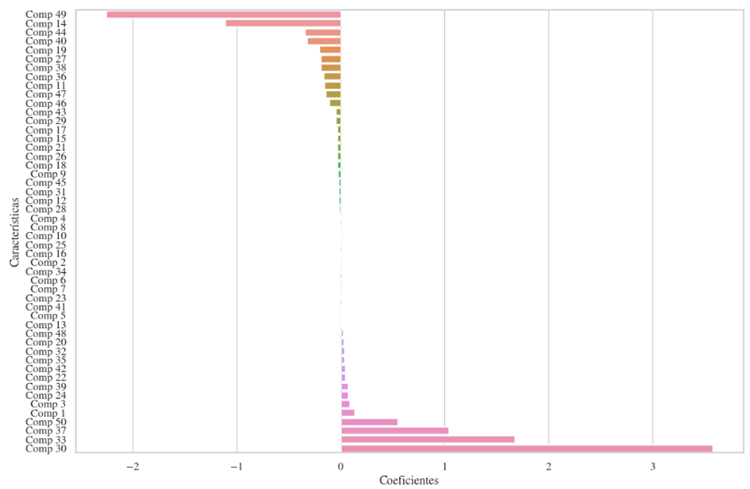 Comp 49
Comp 14
Comp 44
Comp 40
Comp 19
Comp 27
Comp 38
Comp 36
Comp 11
Comp 47
Comp 46
Comp 43
Comp 29
Comp 17
Comp 15
Comp 21
Comp 26
Comp 18
Comp 9
Comp 45
Comp 31
Comp 12
Comp 28
Comp 4
Comp 8
Comp 10
Comp 25
Comp 16
Comp 2
Comp 34
Comp 6
Comp 7
Comp 23
Comp 41
Comp 5
Comp 13
Comp 48
Comp 20
Comp 32
Comp 35
Comp 42
Comp 22
Comp 39
Comp 24
Comp 3
Comp 1
Comp 50
Comp 37
Comp 33
Comp 30
Características
−2 −1 0 1 2 3
Coeficientes